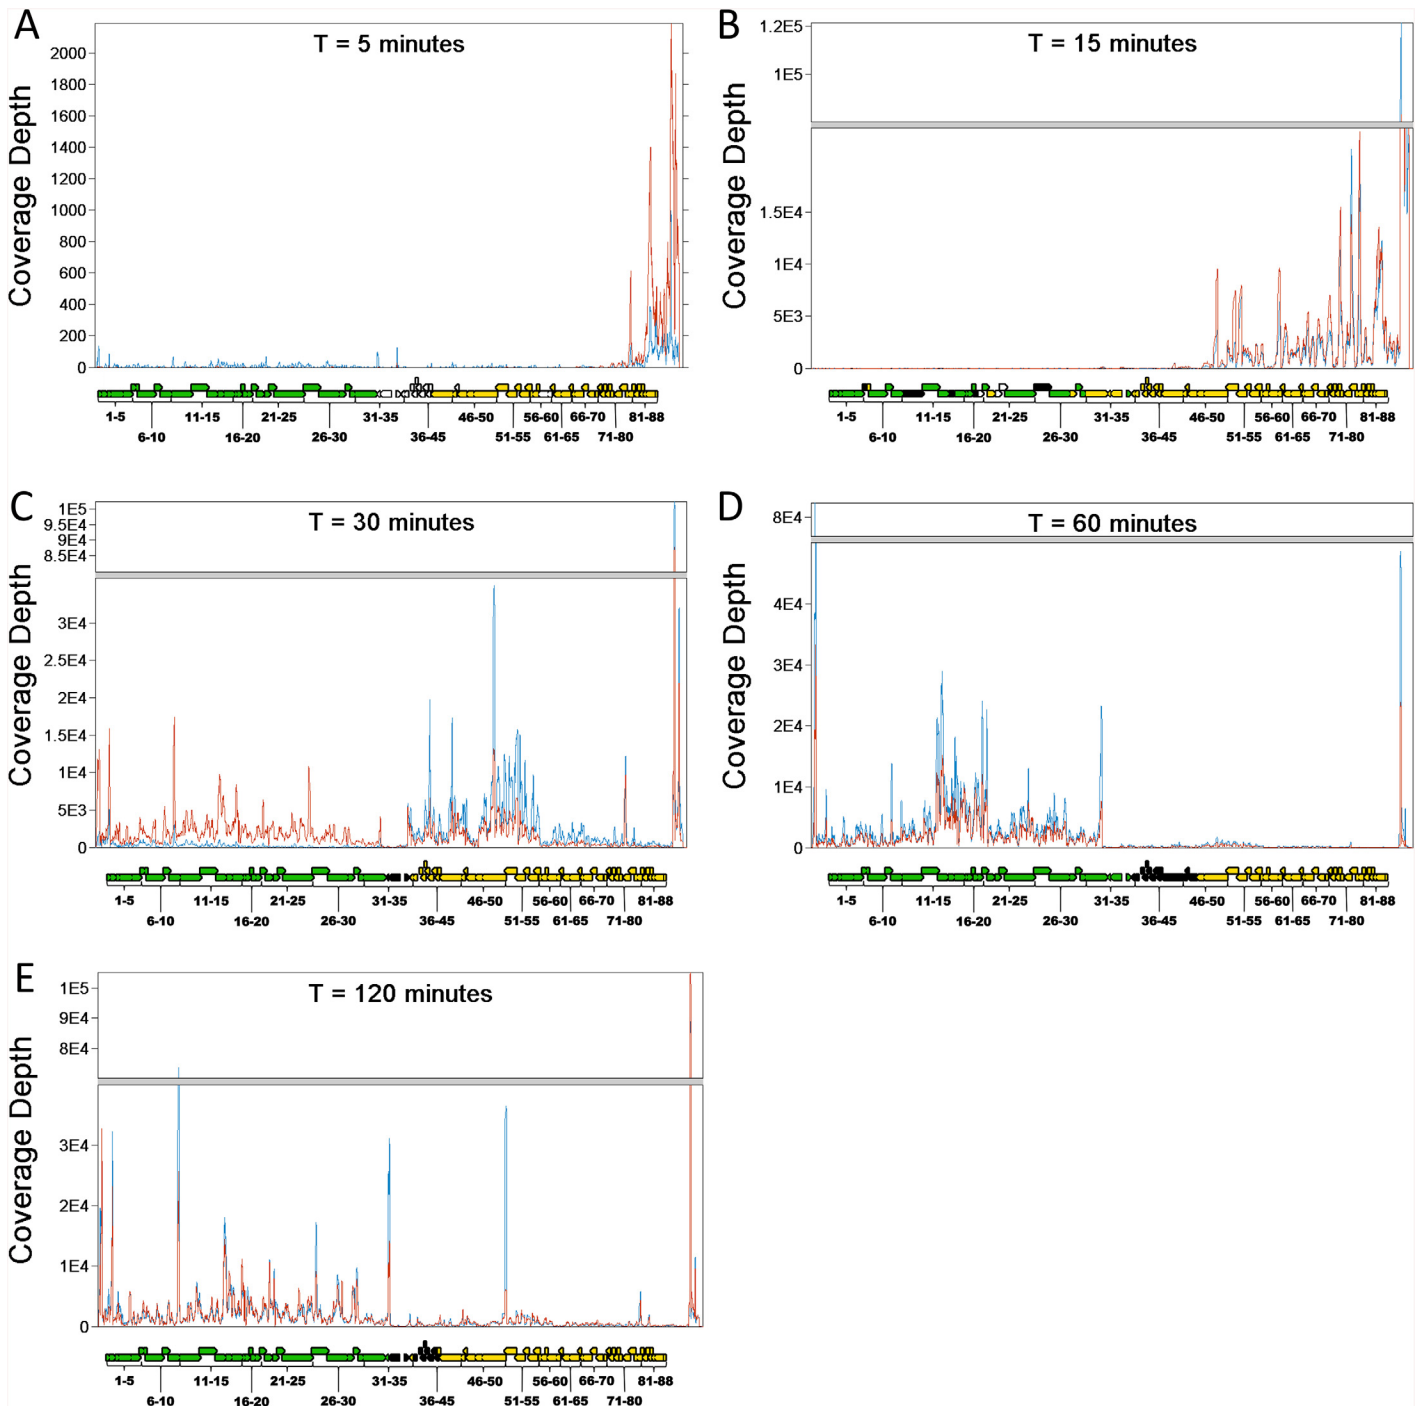 A
T = 5 minutes
Coverage Depth
2000
1800
1600
1400
1200
1000
800
600
400
200
0
1-5 11-15 21-25 31-35 46-50 56-60 66-70 81-88
6-10 16-20 26-30 36-45 51-55 61-65 71-80
B
T = 15 minutes
Coverage Depth
1.2E5
1E5
1.5E4
1E4
5E3
0
1-5 11-15 21-25 31-35 46-50 56-60 66-70 81-88
6-10 16-20 26-30 36-45 51-55 61-65 71-80
C
T = 30 minutes
Coverage Depth
1E5
9.5E4
9E4
8.5E4
3E4
2.5E4
2E4
1.5E4
1E4
5E3
0
1-5 11-15 21-25 31-35 46-50 56-60 66-70 81-88
6-10 16-20 26-30 36-45 51-55 61-65 71-80
D
T = 60 minutes
Coverage Depth
8E4
4E4
3E4
2E4
1E4
0
1-5 11-15 21-25 31-35 46-50 56-60 66-70 81-88
6-10 16-20 26-30 36-45 51-55 61-65 71-80
E
T = 120 minutes
Coverage Depth
1E5
9E4
8E4
3E4
2E4
1E4
0
1-5 11-15 21-25 31-35 46-50 56-60 66-70 81-88
6-10 16-20 26-30 36-45 51-55 61-65 71-80